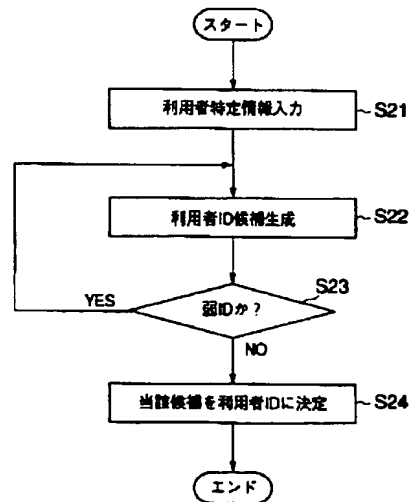 スタート
利用者特定情報入力
S21
利用者ID候補生成
S22
S23
弱IDか？
YES
NO
当該候補を利用者IDに決定
S24
エンド